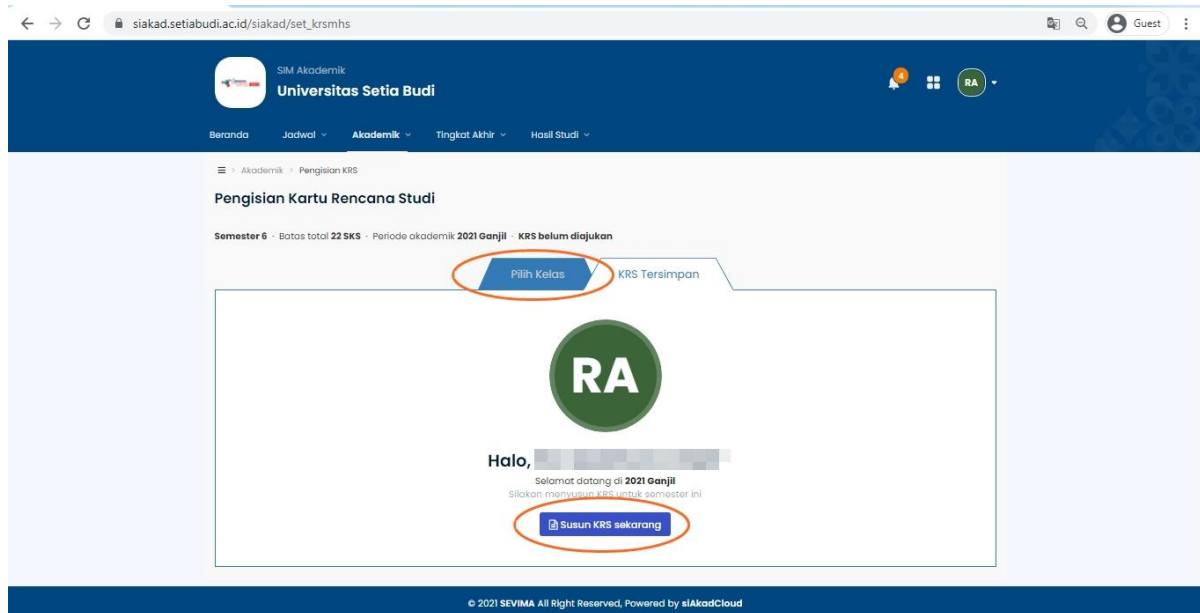 siakad.setiabudi.ac.id/siakad/set_krsmhs
Guest
SIM Akademik
Universitas Setia Budi
4
RA
Beranda Jadwal Akademik Tingkat Akhir Hasil Studi
Akademik > Pengisian KRS
Pengisian Kartu Rencana Studi
Semester 6 · Batas total 22 SKS · Periode akademik 2021 Ganjil · KRS belum diajukan
Pilih Kelas KRS Tersimpan
RA
Halo,
Selamat datang di 2021 Ganjil
Silakan menyusun KRS untuk semester ini
Susun KRS sekarang
© 2021 SEVIMA All Right Reserved, Powered by siAkadCloud